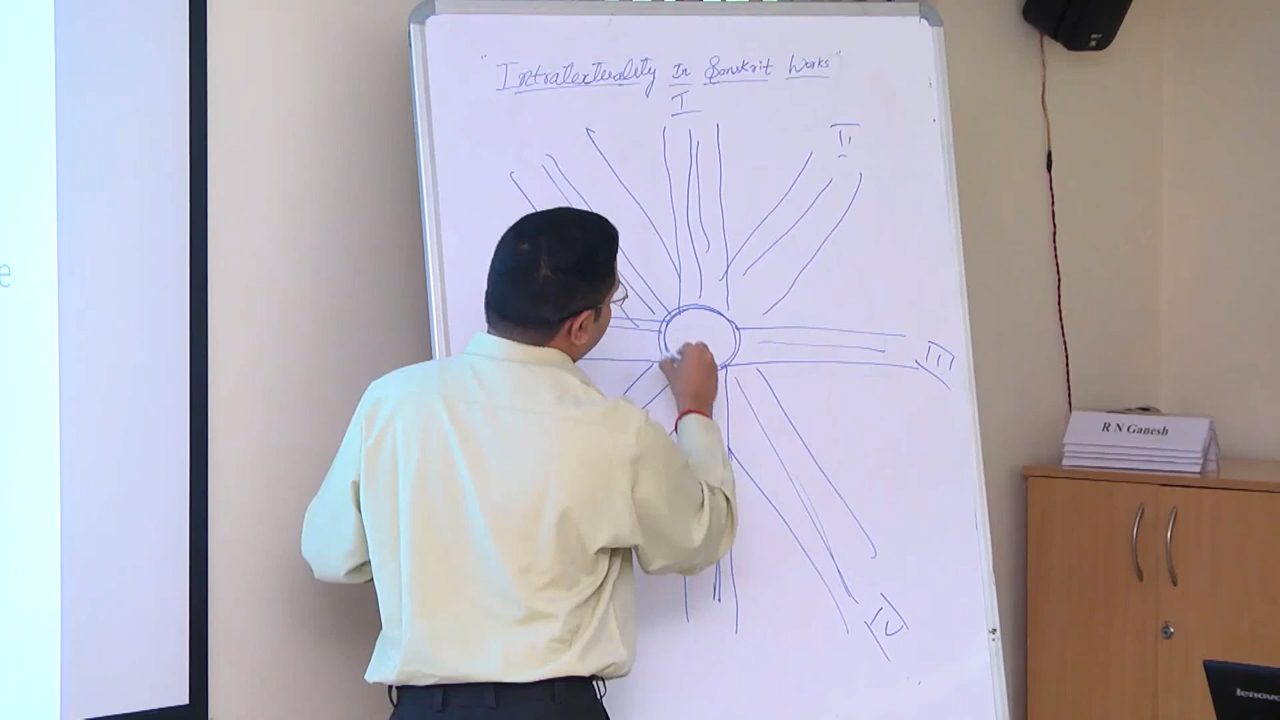 "Intratextuality In Sanskrit Works"
I
II
III
IV
R N Ganesh
lenovo
e